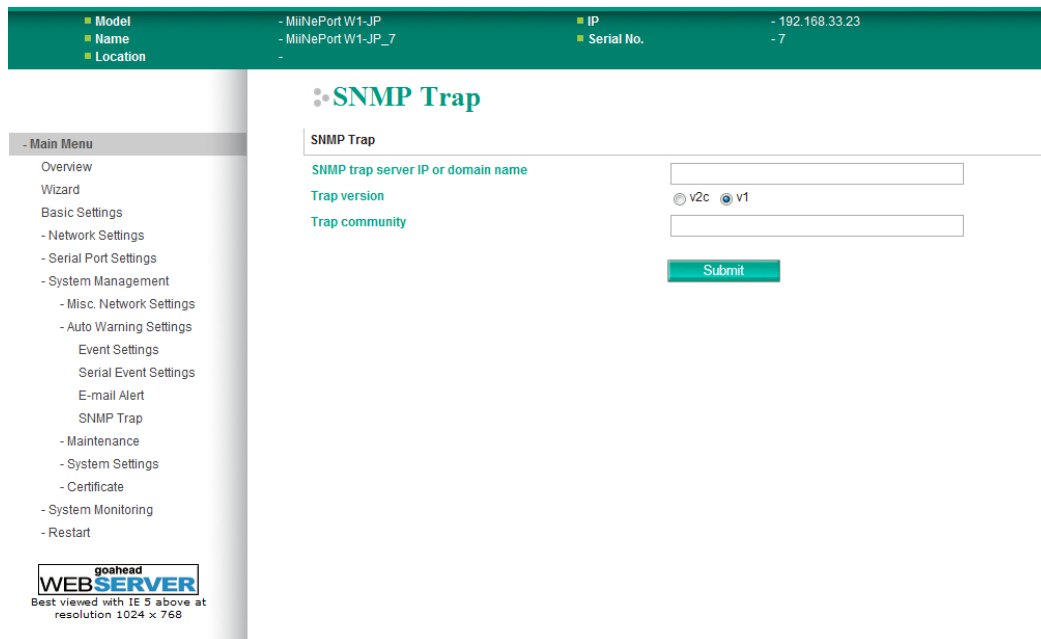 Model - MiiNePort W1-JP IP - 192.168.33.23
Name - MiiNePort W1-JP_7 Serial No. - 7
Location -
SNMP Trap
- Main Menu
Overview
Wizard
Basic Settings
- Network Settings
- Serial Port Settings
- System Management
- Misc. Network Settings
- Auto Warning Settings
Event Settings
Serial Event Settings
E-mail Alert
SNMP Trap
- Maintenance
- System Settings
- Certificate
- System Monitoring
- Restart
goahead
WEBSERVER
Best viewed with IE 5 above at
resolution 1024 x 768
SNMP Trap
SNMP trap server IP or domain name
Trap version v2c v1
Trap community
Submit